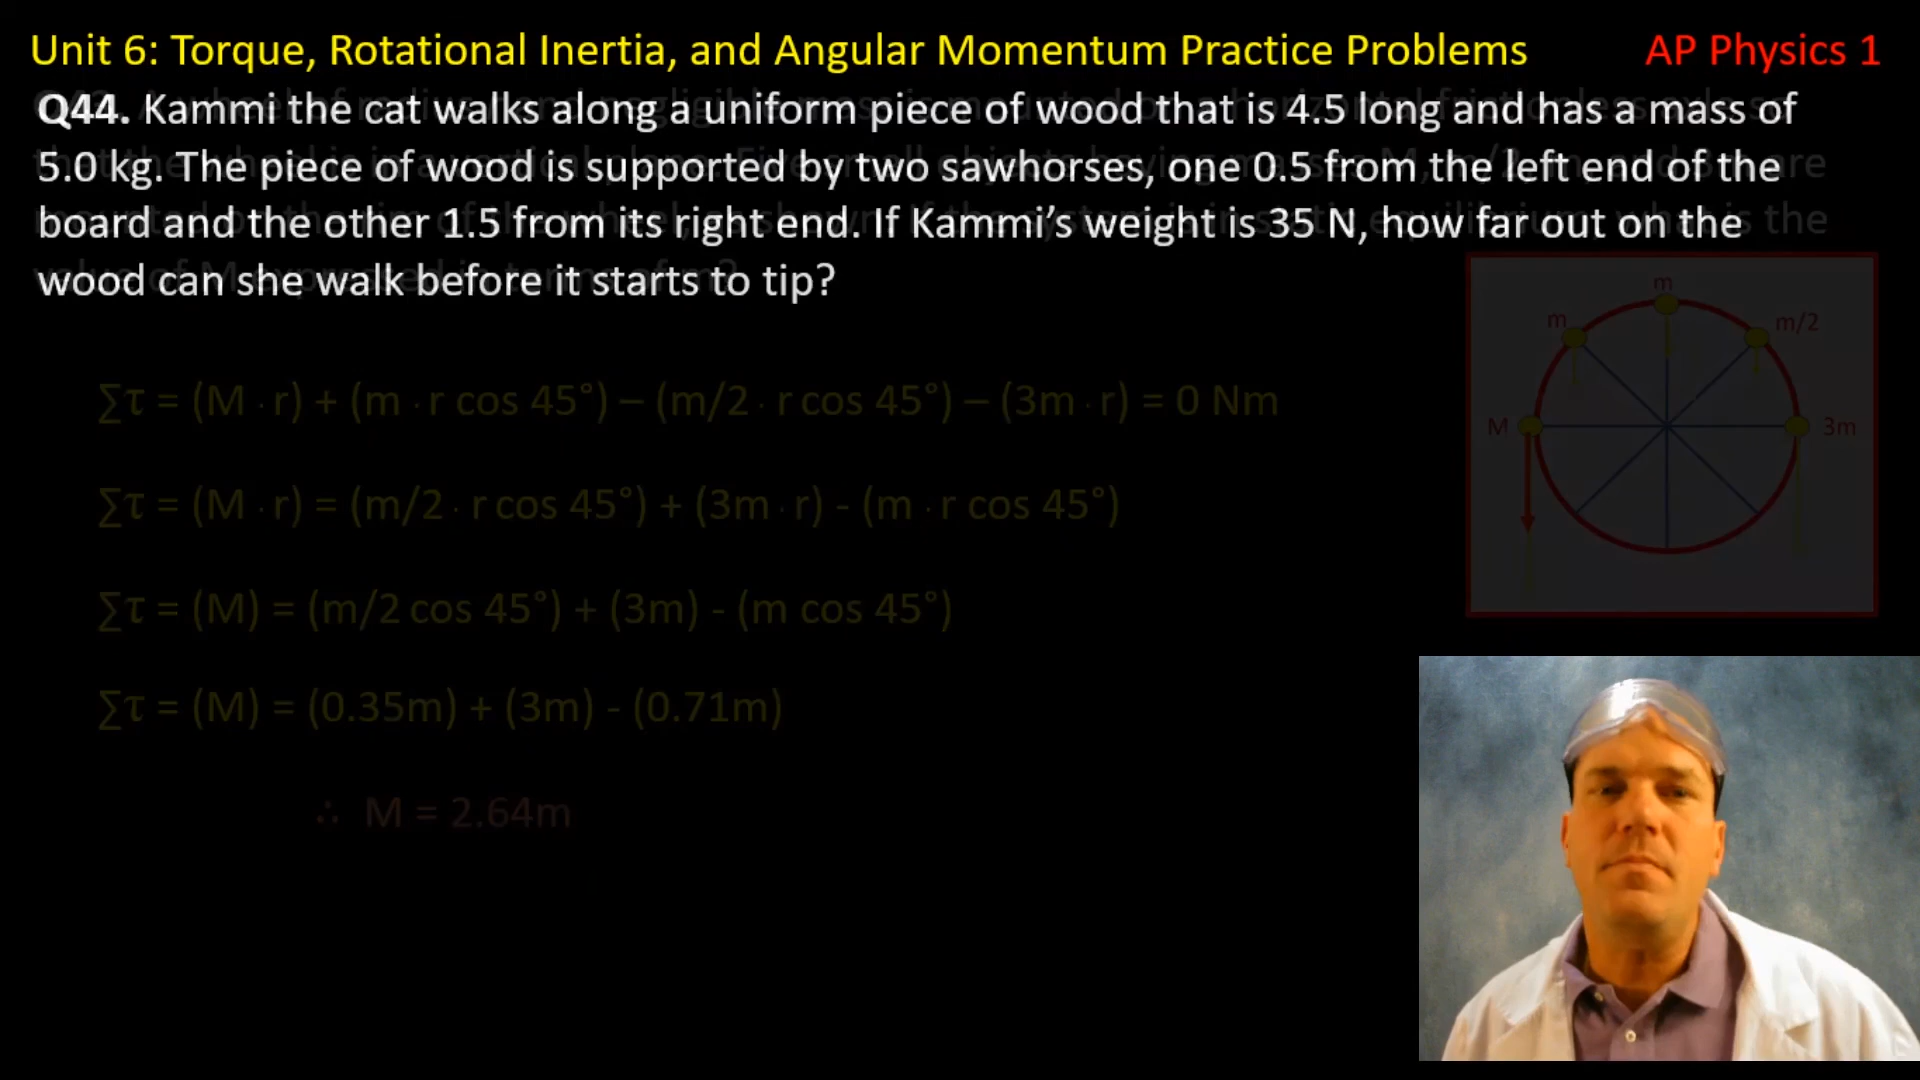 Unit 6: Torque, Rotational Inertia, and Angular Momentum Practice Problems
AP Physics 1
Q44. Kammi the cat walks along a uniform piece of wood that is 4.5 long and has a mass of
5.0 kg. The piece of wood is supported by two sawhorses, one 0.5 from the left end of the
board and the other 1.5 from its right end. If Kammi’s weight is 35 N, how far out on the
wood can she walk before it starts to tip?
∑τ = (M · r) + (m · r cos 45°) – (m/2 · r cos 45°) – (3m · r) = 0 Nm
∑τ = (M · r) = (m/2 · r cos 45°) + (3m · r) - (m · r cos 45°)
∑τ = (M) = (m/2 cos 45°) + (3m) - (m cos 45°)
∑τ = (M) = (0.35m) + (3m) - (0.71m)
∴ M = 2.64m
m
m
m/2
M
3m